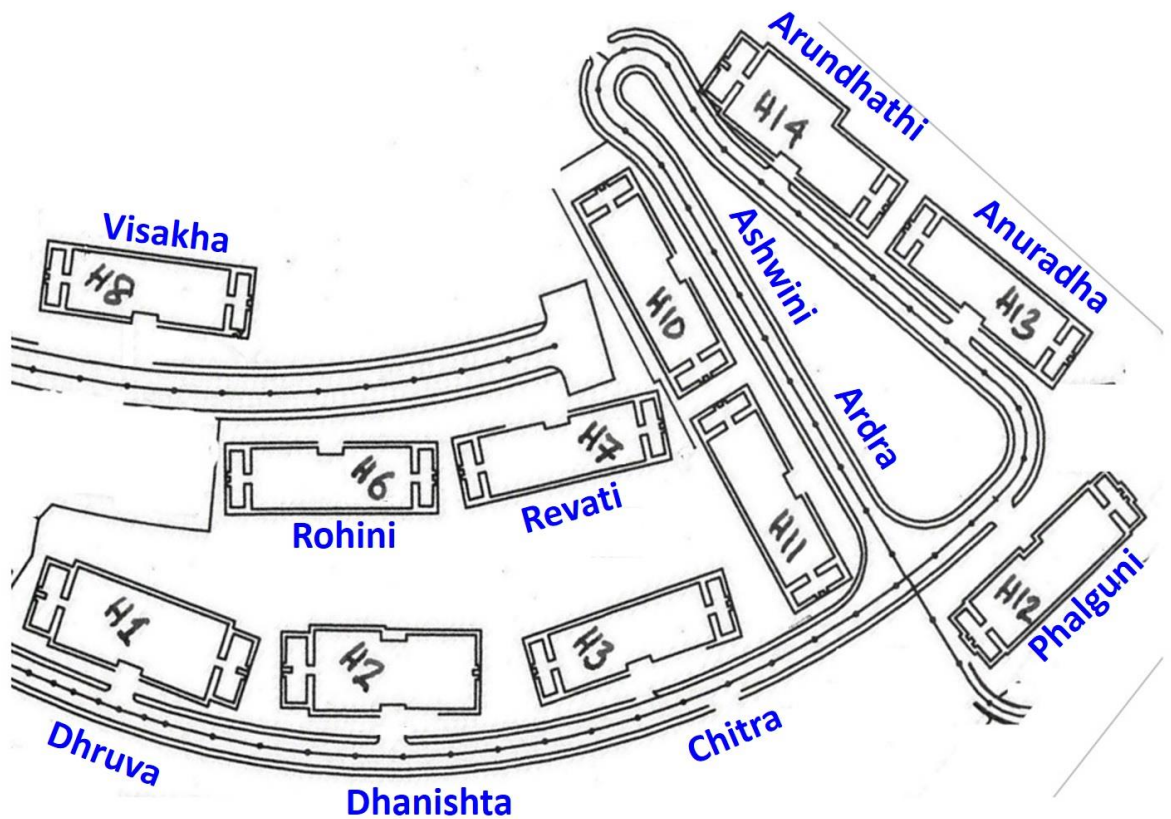 Arundhathi
H14
Anuradha
H13
Ashwini
H10
Visakha
H8
Ardra
H11
H7
Revati
H6
Rohini
Phalguni
H12
H1
Dhruva
H2
Dhanishta
H3
Chitra